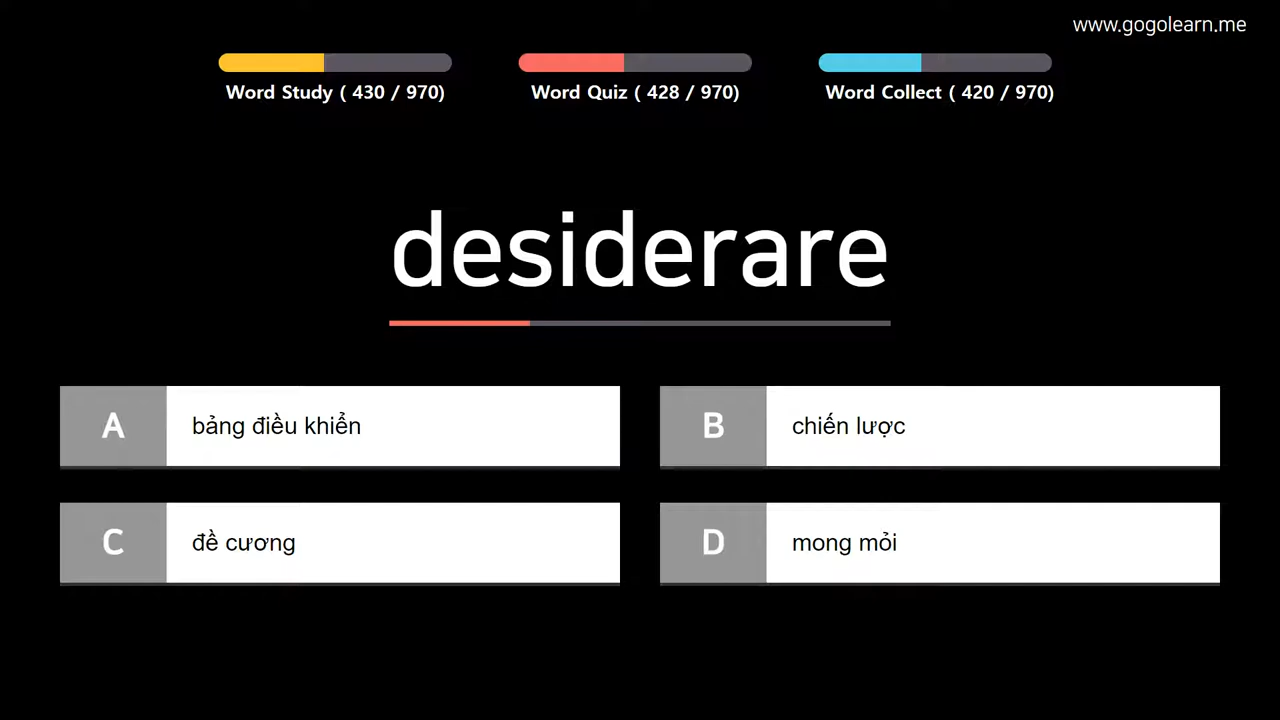 www.gogolearn.me
Word Study ( 430 / 970)
Word Quiz ( 428 / 970)
Word Collect ( 420 / 970)
desiderare
A bảng điều khiển
B chiến lược
C đề cương
D mong mỏi